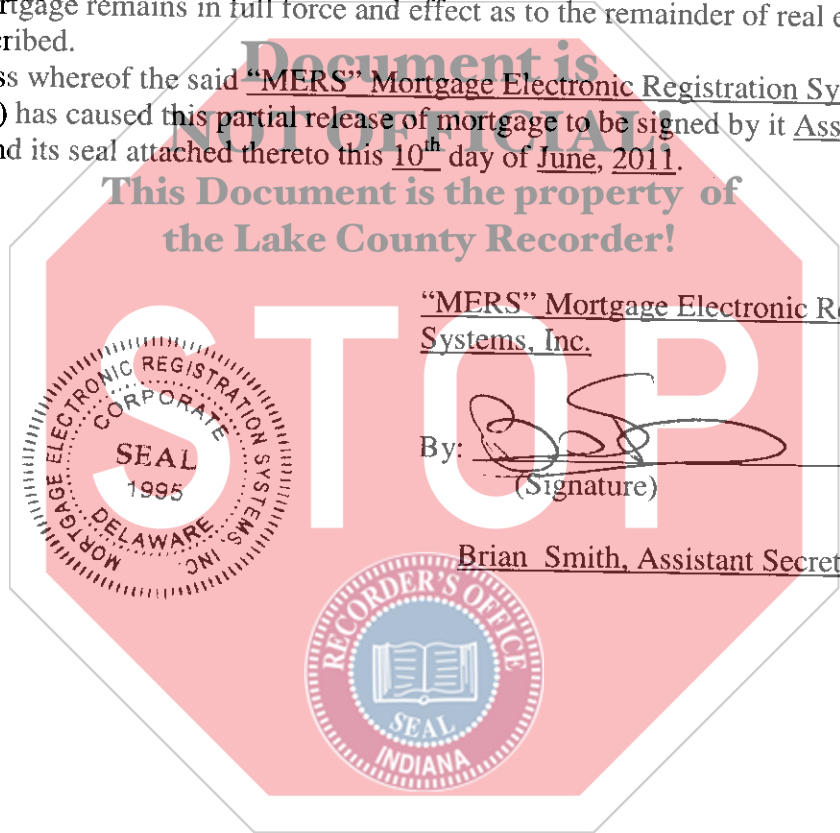 rtgage remains in full force and effect as to the remainder of real e
cribed.
ss whereof the said “MERS” Mortgage Electronic Registration Sy
) has caused this partial release of mortgage to be signed by it Ass
nd its seal attached thereto this 10th day of June, 2011.
Document is
NOT OFFICIAL!
This Document is the property of
the Lake County Recorder!
STOP
“MERS” Mortgage Electronic Re
Systems, Inc.
MORTGAGE ELECTRONIC REGISTRATION SYSTEMS, INC.
CORPORATE
SEAL
1995
DELAWARE
By:
(Signature)
Brian Smith, Assistant Secret
RECORDER'S OFFICE
SEAL
INDIANA